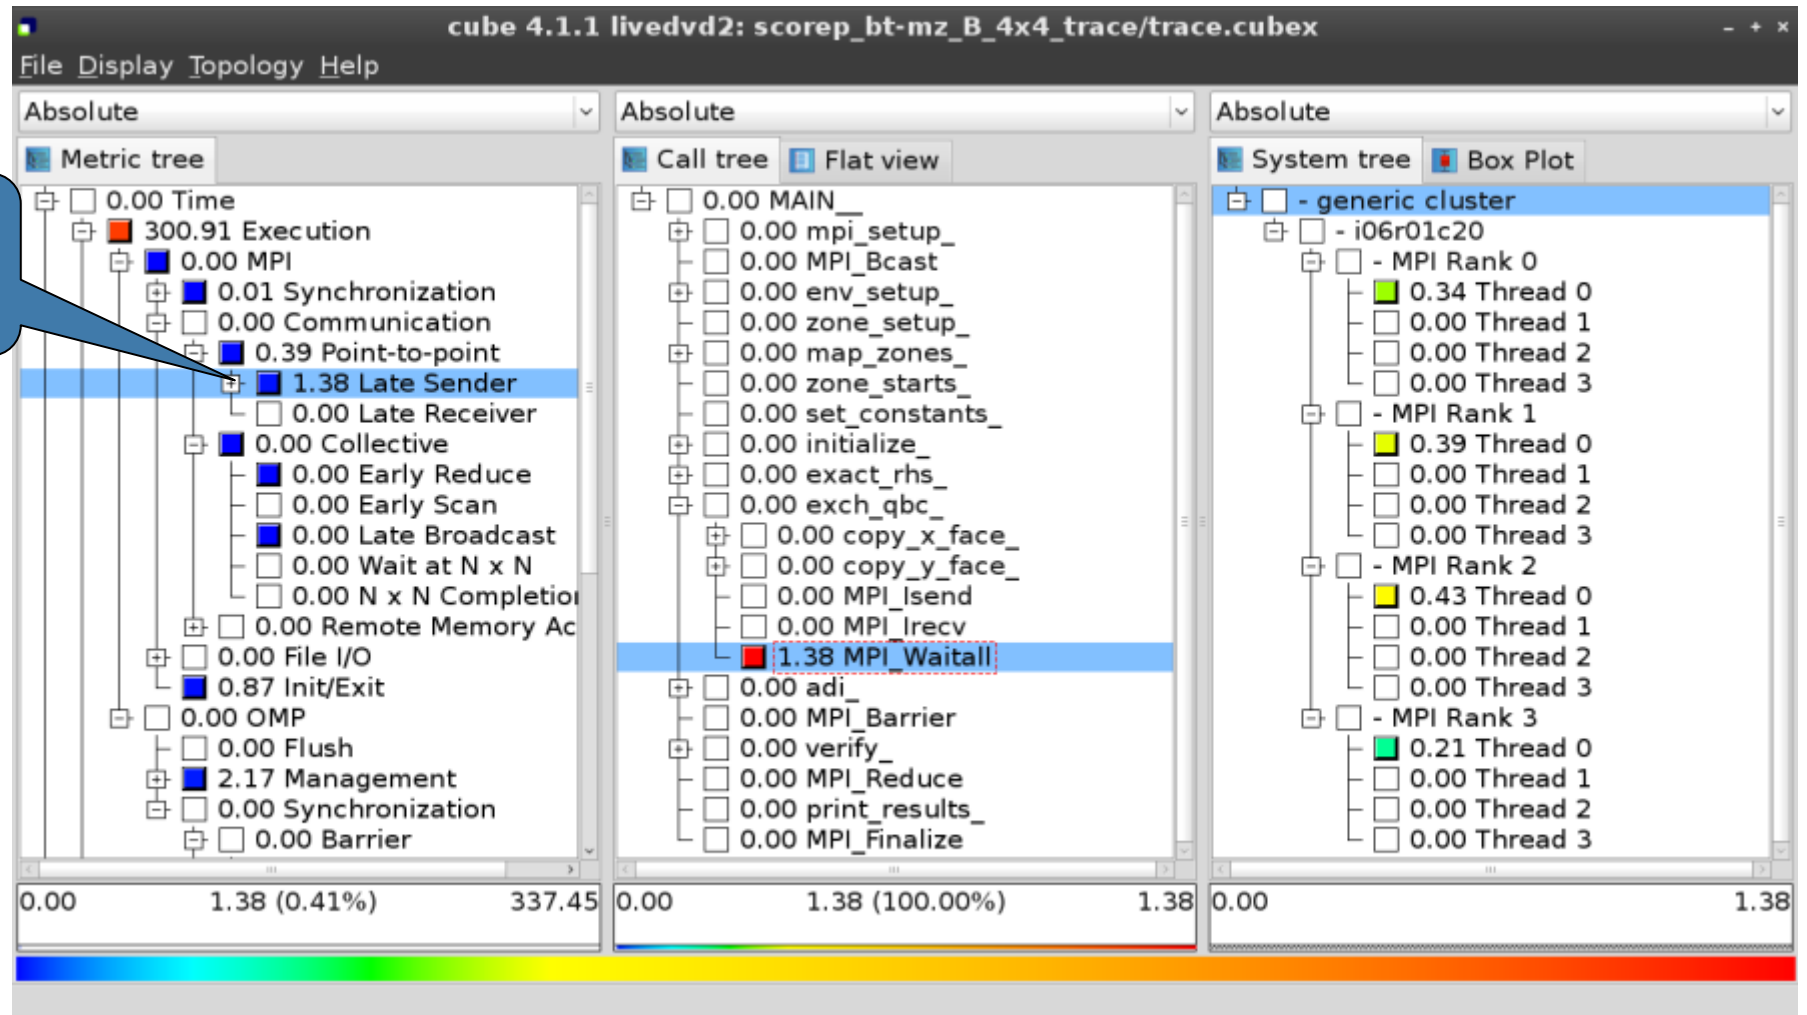 cube 4.1.1 livedvd2: scorep_bt-mz_B_4x4_trace/trace.cubex
File Display Topology Help
Absolute
Metric tree
0.00 Time
300.91 Execution
0.00 MPI
0.01 Synchronization
0.00 Communication
0.39 Point-to-point
1.38 Late Sender
0.00 Late Receiver
0.00 Collective
0.00 Early Reduce
0.00 Early Scan
0.00 Late Broadcast
0.00 Wait at N x N
0.00 N x N Completion
0.00 Remote Memory Ac
0.00 File I/O
0.87 Init/Exit
0.00 OMP
0.00 Flush
2.17 Management
0.00 Synchronization
0.00 Barrier
0.00 1.38 (0.41%) 337.45
Absolute
Call tree Flat view
0.00 MAIN__
0.00 mpi_setup_
0.00 MPI_Bcast
0.00 env_setup_
0.00 zone_setup_
0.00 map_zones_
0.00 zone_starts_
0.00 set_constants_
0.00 initialize_
0.00 exact_rhs_
0.00 exch_qbc_
0.00 copy_x_face_
0.00 copy_y_face_
0.00 MPI_Isend
0.00 MPI_Irecv
1.38 MPI_Waitall
0.00 adi_
0.00 MPI_Barrier
0.00 verify_
0.00 MPI_Reduce
0.00 print_results_
0.00 MPI_Finalize
0.00 1.38 (100.00%) 1.38
Absolute
System tree Box Plot
- generic cluster
- i06r01c20
- MPI Rank 0
0.34 Thread 0
0.00 Thread 1
0.00 Thread 2
0.00 Thread 3
- MPI Rank 1
0.39 Thread 0
0.00 Thread 1
0.00 Thread 2
0.00 Thread 3
- MPI Rank 2
0.43 Thread 0
0.00 Thread 1
0.00 Thread 2
0.00 Thread 3
- MPI Rank 3
0.21 Thread 0
0.00 Thread 1
0.00 Thread 2
0.00 Thread 3
0.00 1.38